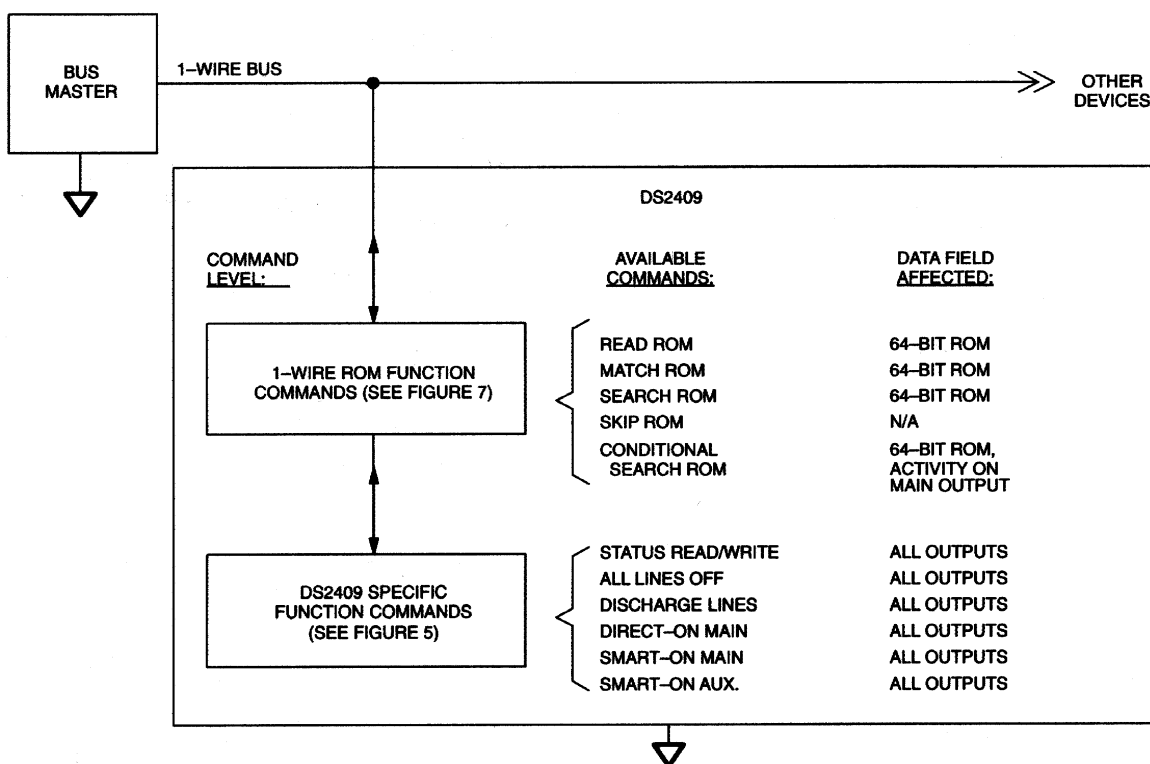 BUS
MASTER
1–WIRE BUS
OTHER
DEVICES
DS2409
COMMAND
LEVEL:
AVAILABLE
COMMANDS:
DATA FIELD
AFFECTED:
1–WIRE ROM FUNCTION
COMMANDS (SEE FIGURE 7)
READ ROM 64–BIT ROM
MATCH ROM 64–BIT ROM
SEARCH ROM 64–BIT ROM
SKIP ROM N/A
CONDITIONAL 64–BIT ROM,
SEARCH ROM ACTIVITY ON
MAIN OUTPUT
DS2409 SPECIFIC
FUNCTION COMMANDS
(SEE FIGURE 5)
STATUS READ/WRITE ALL OUTPUTS
ALL LINES OFF ALL OUTPUTS
DISCHARGE LINES ALL OUTPUTS
DIRECT–ON MAIN ALL OUTPUTS
SMART–ON MAIN ALL OUTPUTS
SMART–ON AUX. ALL OUTPUTS